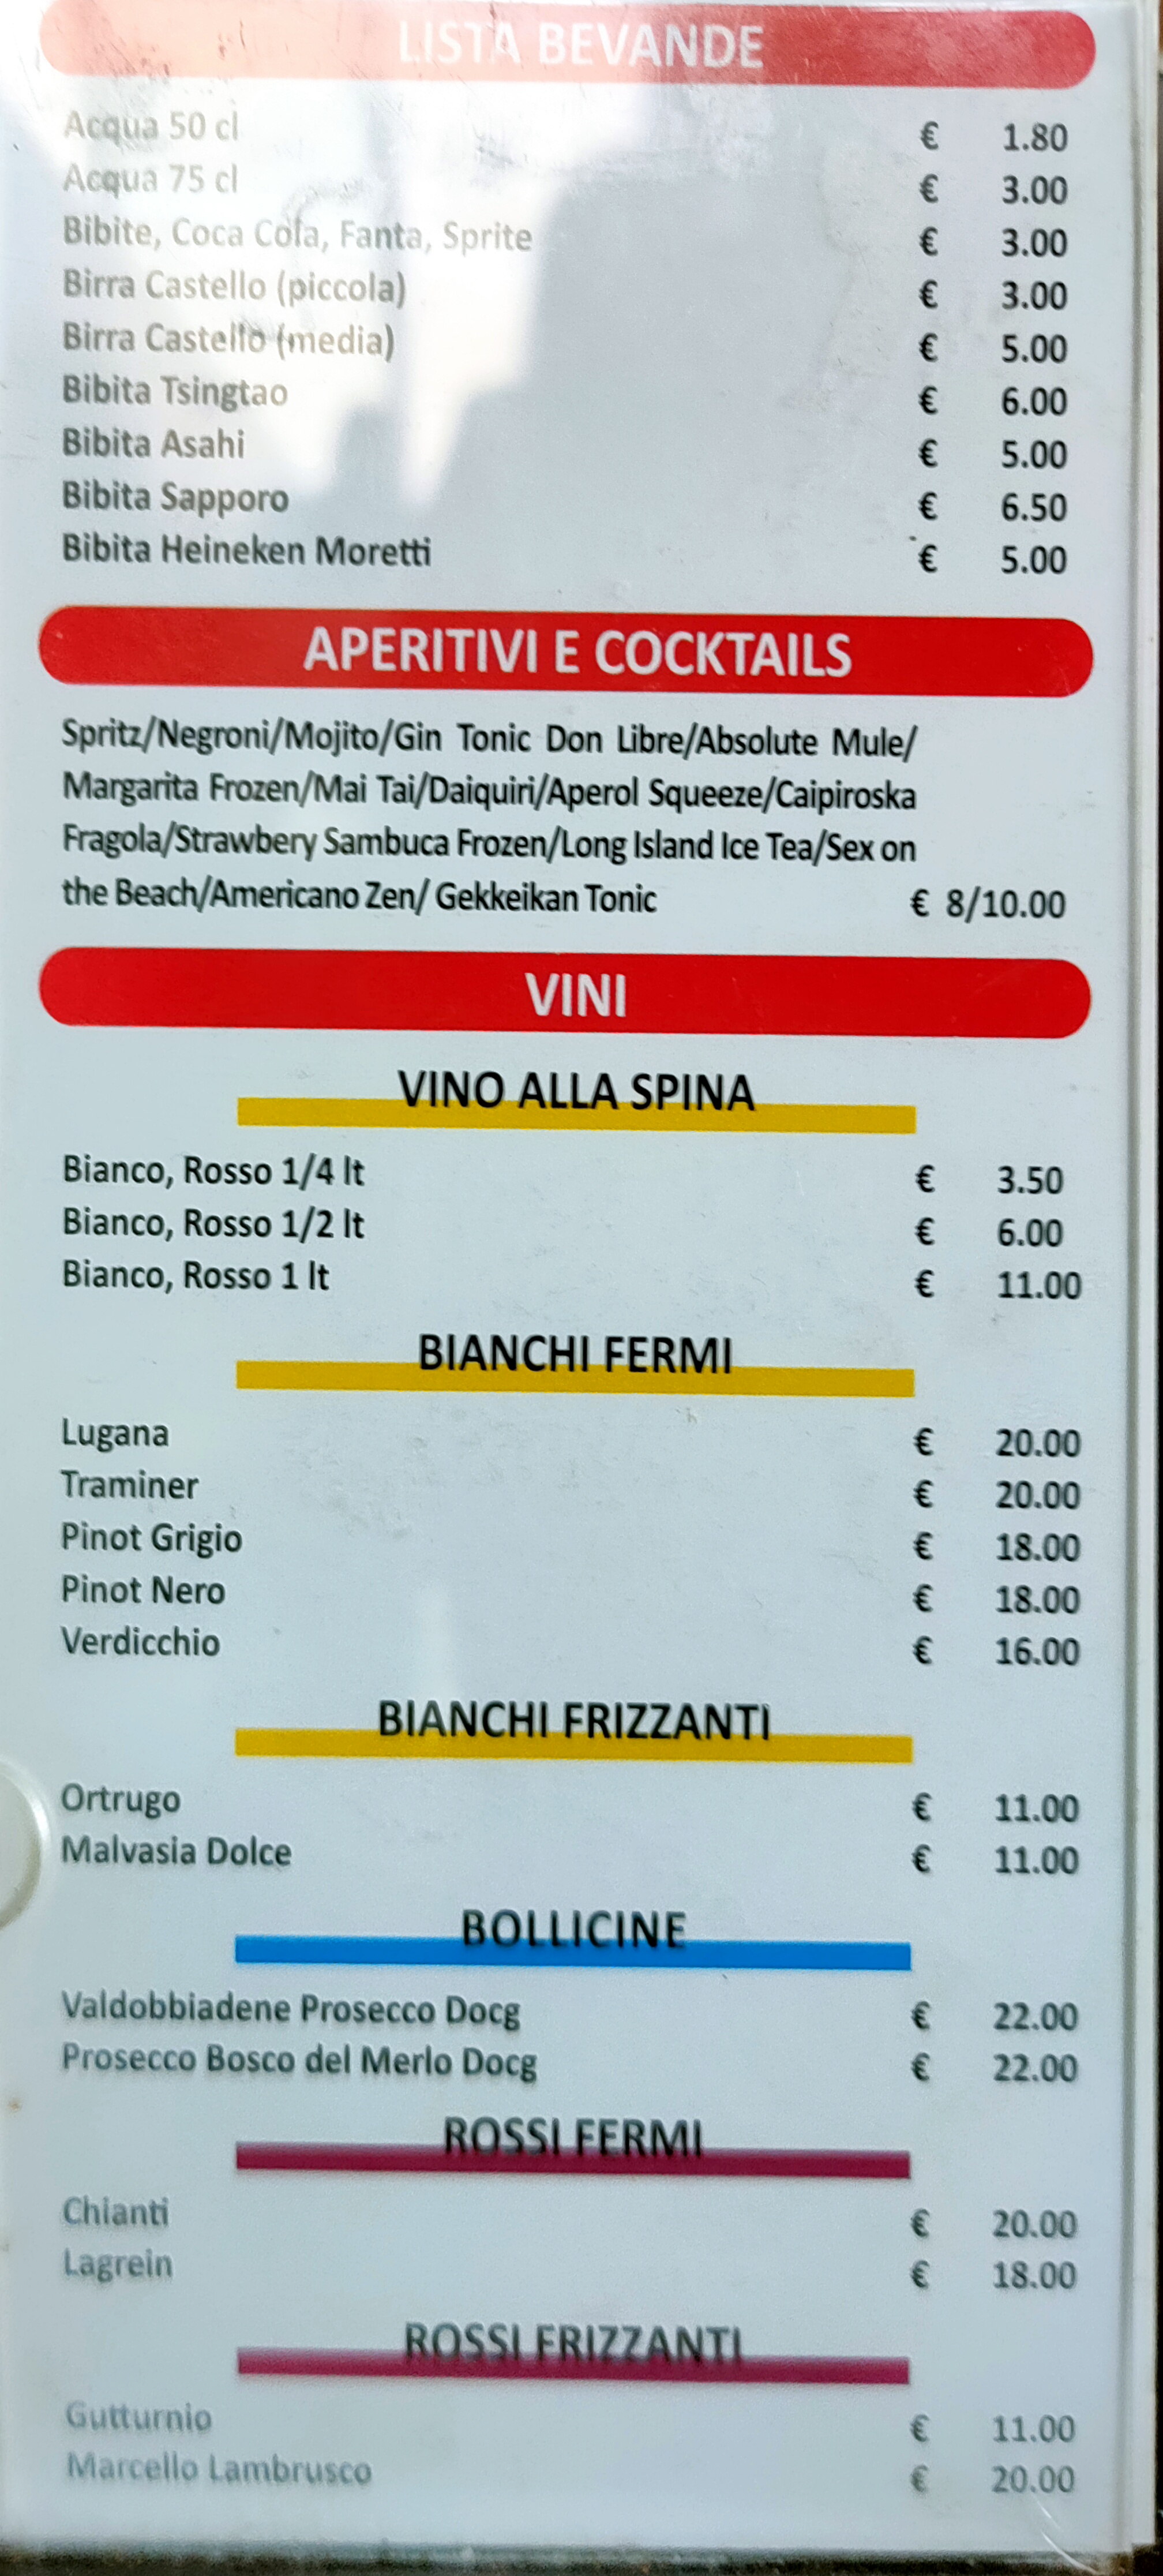 LISTA BEVANDE
Acqua 50 cl € 1.80
Acqua 75 cl € 3.00
Bibite, Coca Cola, Fanta, Sprite € 3.00
Birra Castello (piccola) € 3.00
Birra Castello (media) € 5.00
Bibita Tsingtao € 6.00
Bibita Asahi € 5.00
Bibita Sapporo € 6.50
Bibita Heineken Moretti € 5.00
APERITIVI E COCKTAILS
Spritz/Negroni/Mojito/Gin Tonic Don Libre/Absolute Mule/
Margarita Frozen/Mai Tai/Daiquiri/Aperol Squeeze/Caipiroska
Fragola/Strawbery Sambuca Frozen/Long Island Ice Tea/Sex on
the Beach/Americano Zen/ Gekkeikan Tonic € 8/10.00
VINI
VINO ALLA SPINA
Bianco, Rosso 1/4 lt € 3.50
Bianco, Rosso 1/2 lt € 6.00
Bianco, Rosso 1 lt € 11.00
BIANCHI FERMI
Lugana € 20.00
Traminer € 20.00
Pinot Grigio € 18.00
Pinot Nero € 18.00
Verdicchio € 16.00
BIANCHI FRIZZANTI
Ortrugo € 11.00
Malvasia Dolce € 11.00
BOLLICINE
Valdobbiadene Prosecco Docg € 22.00
Prosecco Bosco del Merlo Docg € 22.00
ROSSI FERMI
Chianti € 20.00
Lagrein € 18.00
ROSSI FRIZZANTI
Gutturnio € 11.00
Marcello Lambrusco € 20.00